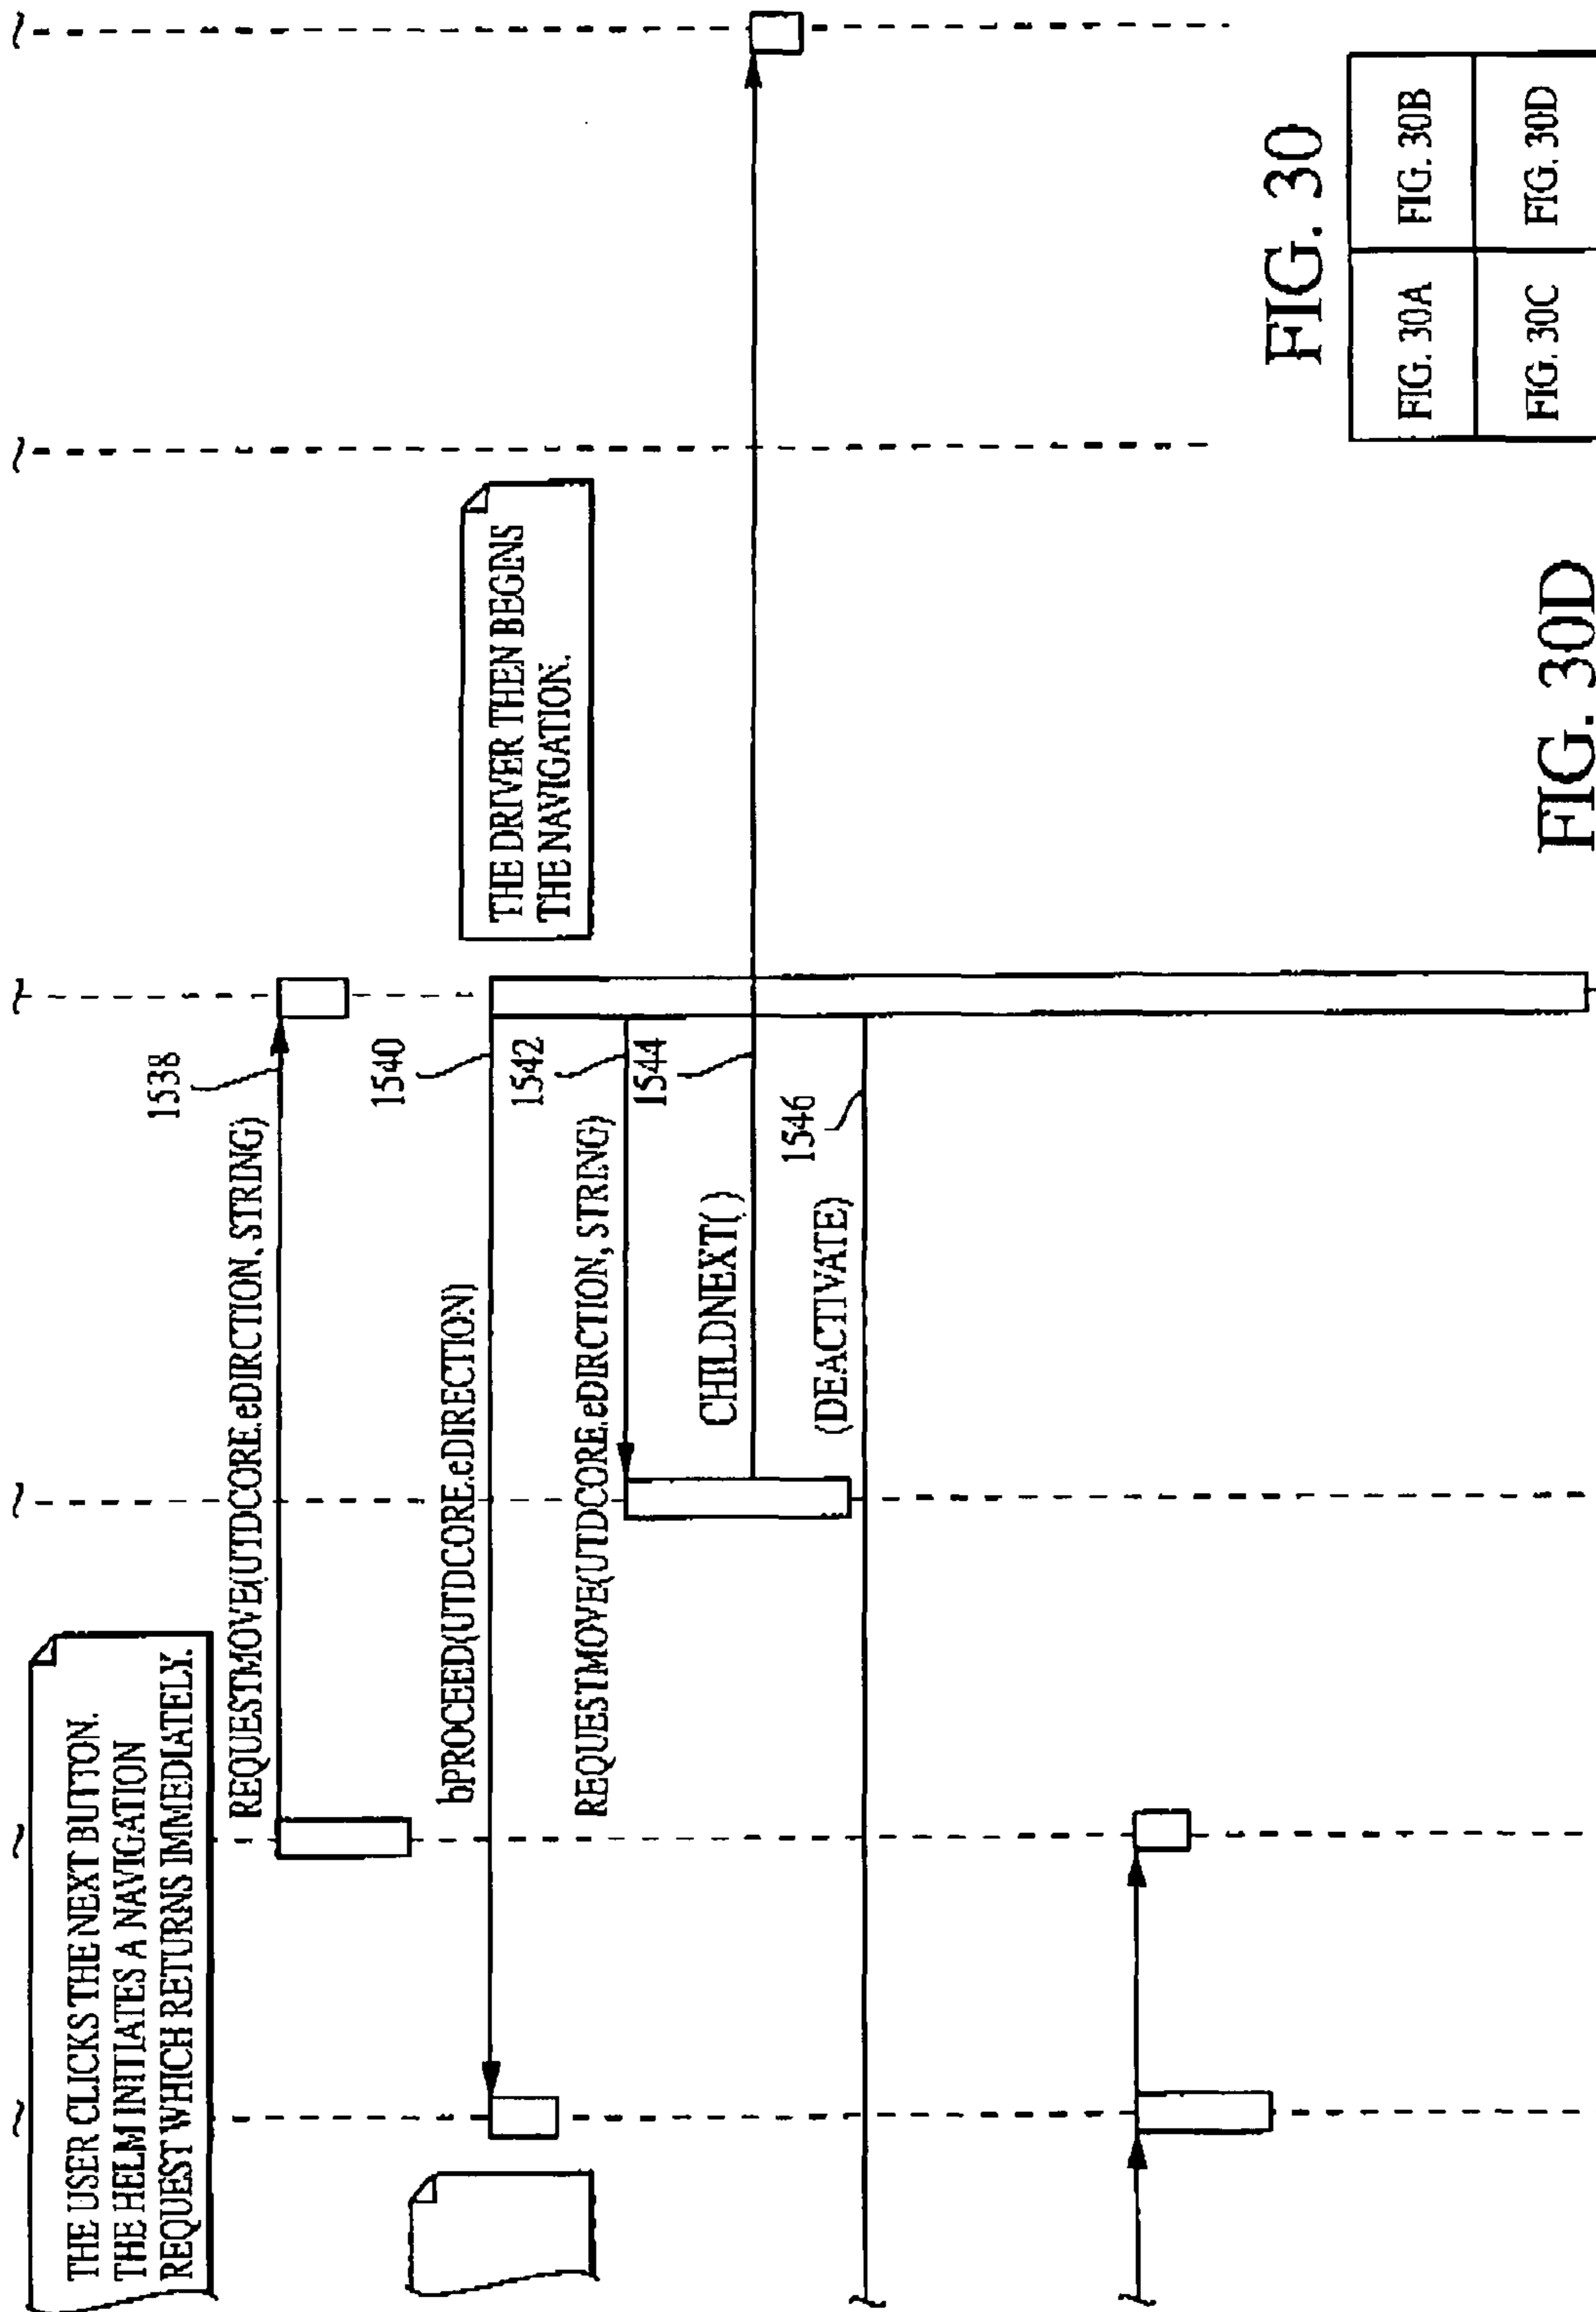 THE USER CLICKS THE NEXT BUTTON.
THE HELM INITIATES A NAVIGATION
REQUEST WHICH RETURNS IMMEDIATELY.
REQUESTMOVE(UTDCORE.eDIRCTION, STRING)
1538
bPROCEED(UTDCORE.eDIRECTION)
1540
THE DRIVER THEN BEGINS
THE NAVIGATION.
REQUESTMOVE(UTDCORE.eDIRCTION, STRING)
1542
CHILDNEXT( )
1544
(DEACTIVATE)
1546
FIG. 30
FIG. 30A
FIG. 30B
FIG. 30C
FIG. 30D
FIG. 30D